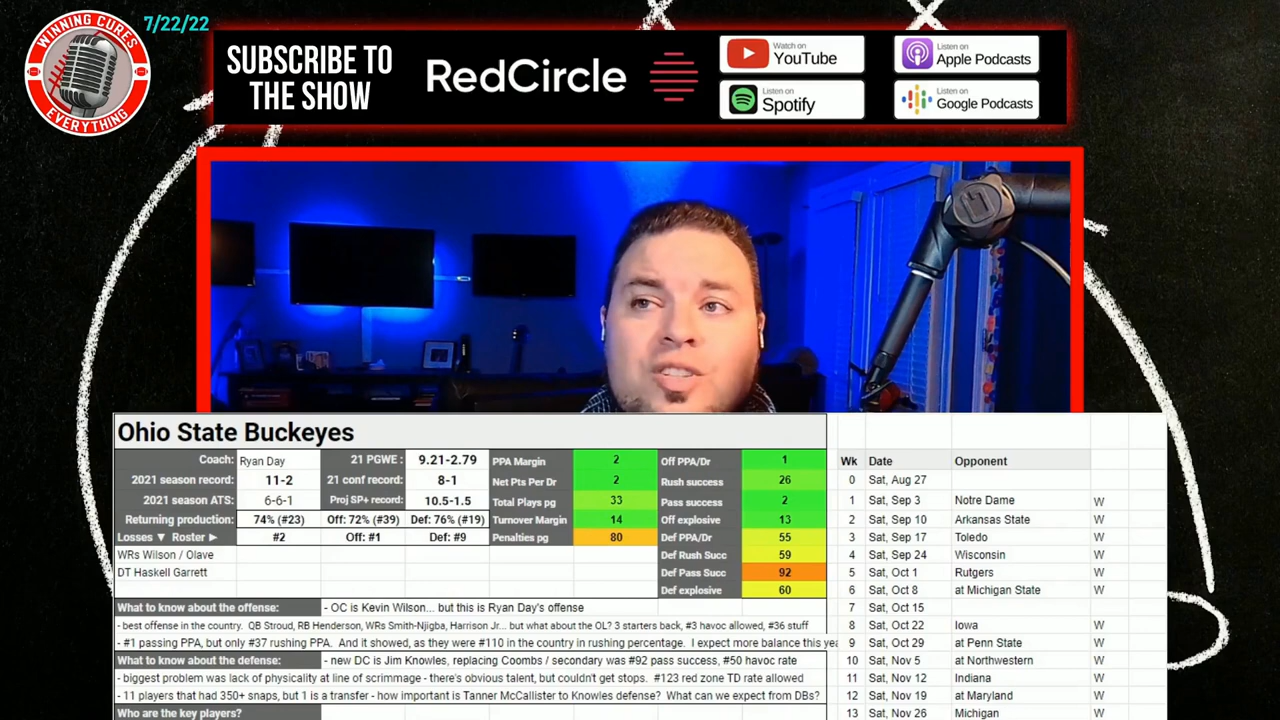 WINNING CURES
EVERYTHING
7/22/22
SUBSCRIBE TO
THE SHOW
RedCircle
Watch on
YouTube
Listen on
Spotify
Listen on
Apple Podcasts
Listen on
Google Podcasts
Ohio State Buckeyes
Coach: Ryan Day 21 PGWE : 9.21-2.79 PPA Margin 2 Off PPA/Dr 1
2021 season record: 11-2 21 conf record: 8-1 Net Pts Per Dr 2 Rush success 26
2021 season ATS: 6-6-1 Proj SP+ record: 10.5-1.5 Total Plays pg 33 Pass success 2
Returning production: 74% (#23) Off: 72% (#39) Def: 76% (#19) Turnover Margin 14 Off explosive 13
Losses ▼ Roster ► #2 Off: #1 Def: #9 Penalties pg 80 Def PPA/Dr 55
WRs Wilson / Olave Def Rush Succ 59
DT Haskell Garrett Def Pass Succ 92
Def explosive 60
What to know about the offense: - OC is Kevin Wilson... but this is Ryan Day's offense
- best offense in the country. QB Stroud, RB Henderson, WRs Smith-Njigba, Harrison Jr... but what about the OL? 3 starters back, #3 havoc allowed, #36 stuff
- #1 passing PPA, but only #37 rushing PPA. And it showed, as they were #110 in the country in rushing percentage. I expect more balance this yea
What to know about the defense: - new DC is Jim Knowles, replacing Coombs / secondary was #92 pass success, #50 havoc rate
- biggest problem was lack of physicality at line of scrimmage - there's obvious talent, but couldn't get stops. #123 red zone TD rate allowed
- 11 players that had 350+ snaps, but 1 is a transfer - how important is Tanner McCallister to Knowles defense? What can we expect from DBs?
Who are the key players?
Wk Date Opponent
0 Sat, Aug 27
1 Sat, Sep 3 Notre Dame W
2 Sat, Sep 10 Arkansas State W
3 Sat, Sep 17 Toledo W
4 Sat, Sep 24 Wisconsin W
5 Sat, Oct 1 Rutgers W
6 Sat, Oct 8 at Michigan State W
7 Sat, Oct 15
8 Sat, Oct 22 Iowa W
9 Sat, Oct 29 at Penn State W
10 Sat, Nov 5 at Northwestern W
11 Sat, Nov 12 Indiana W
12 Sat, Nov 19 at Maryland W
13 Sat, Nov 26 Michigan W